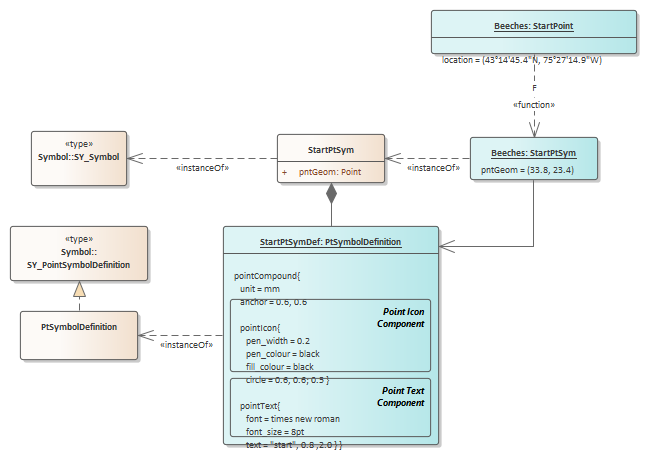 Beeches: StartPoint
location = (43°14'45.4"N, 75°27'14.9"W)
F
«function»
«type»
Symbol::SY_Symbol
«instanceOf»
StartPtSym
+ pntGeom: Point
«instanceOf»
Beeches: StartPtSym
pntGeom = (33.8, 23.4)
«type»
Symbol::
SY_PointSymbolDefinition
PtSymbolDefinition
«instanceOf»
StartPtSymDef: PtSymbolDefinition
pointCompound{
unit = mm
anchor = 0.6, 0.6
Point Icon
Component
pointIcon{
pen_width = 0.2
pen_colour = black
fill_colour = black
circle = 0.6, 0.6; 0.5 }
Point Text
Component
pointText{
font = times new roman
font_size = 8pt
text = "start", 0.8 ,2.0 } }